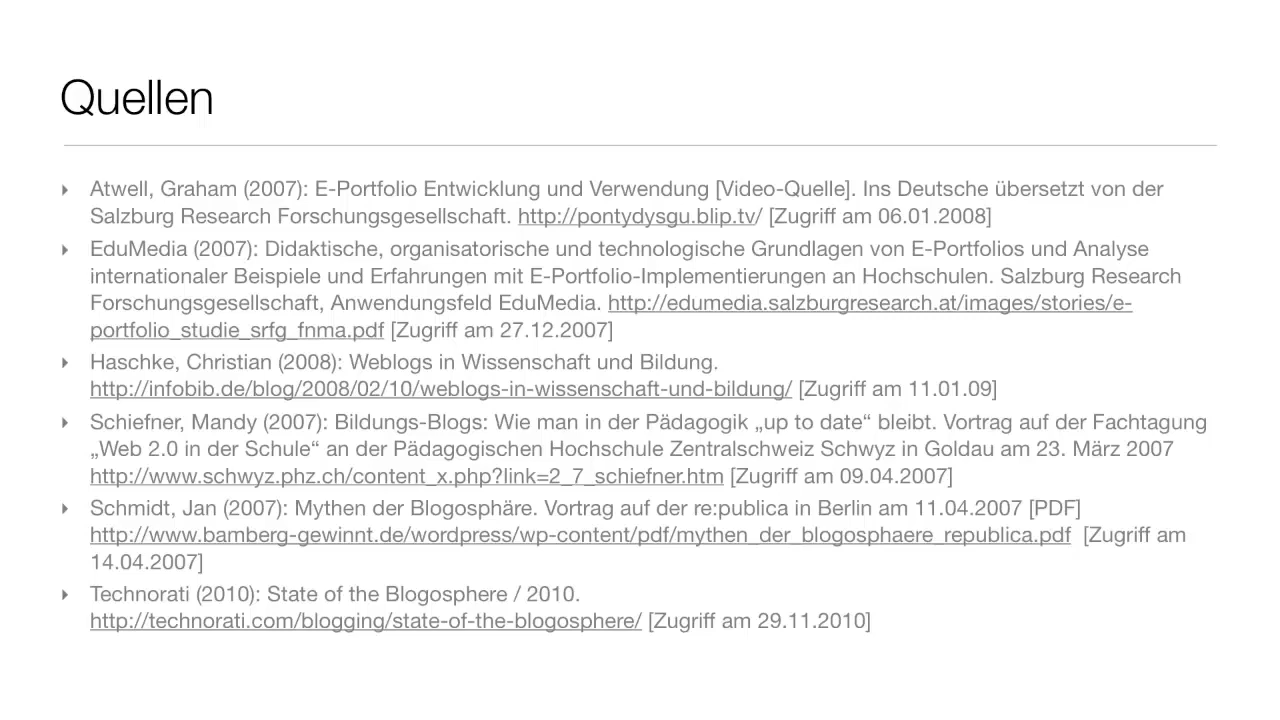 Quellen
‣ Atwell, Graham (2007): E-Portfolio Entwicklung und Verwendung [Video-Quelle]. Ins Deutsche übersetzt von der
Salzburg Research Forschungsgesellschaft. http://pontydysgu.blip.tv/ [Zugriff am 06.01.2008]
‣ EduMedia (2007): Didaktische, organisatorische und technologische Grundlagen von E-Portfolios und Analyse
internationaler Beispiele und Erfahrungen mit E-Portfolio-Implementierungen an Hochschulen. Salzburg Research
Forschungsgesellschaft, Anwendungsfeld EduMedia. http://edumedia.salzburgresearch.at/images/stories/e-
portfolio_studie_srfg_fnma.pdf [Zugriff am 27.12.2007]
‣ Haschke, Christian (2008): Weblogs in Wissenschaft und Bildung.
http://infobib.de/blog/2008/02/10/weblogs-in-wissenschaft-und-bildung/ [Zugriff am 11.01.09]
‣ Schiefner, Mandy (2007): Bildungs-Blogs: Wie man in der Pädagogik „up to date“ bleibt. Vortrag auf der Fachtagung
„Web 2.0 in der Schule“ an der Pädagogischen Hochschule Zentralschweiz Schwyz in Goldau am 23. März 2007
http://www.schwyz.phz.ch/content_x.php?link=2_7_schiefner.htm [Zugriff am 09.04.2007]
‣ Schmidt, Jan (2007): Mythen der Blogosphäre. Vortrag auf der re:publica in Berlin am 11.04.2007 [PDF]
http://www.bamberg-gewinnt.de/wordpress/wp-content/pdf/mythen_der_blogosphaere_republica.pdf [Zugriff am
14.04.2007]
‣ Technorati (2010): State of the Blogosphere / 2010.
http://technorati.com/blogging/state-of-the-blogosphere/ [Zugriff am 29.11.2010]